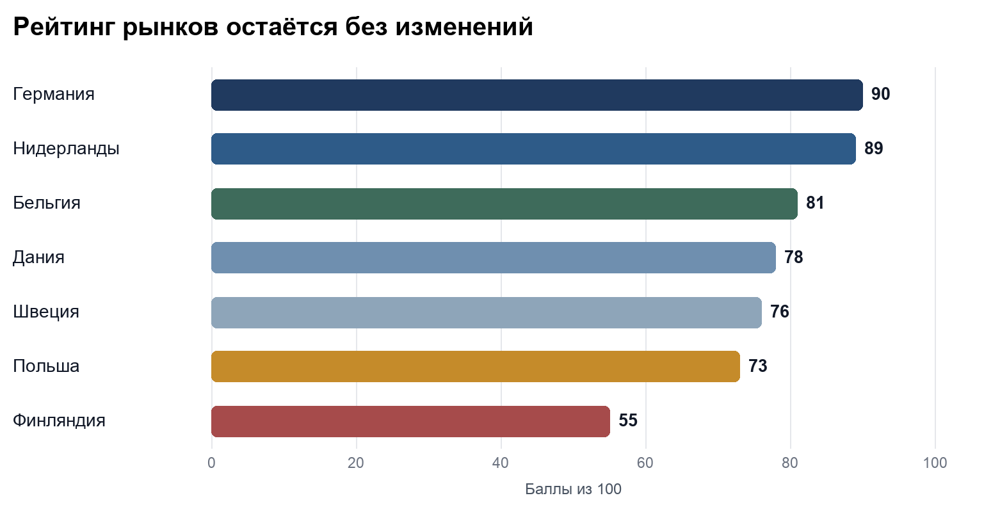 Рейтинг рынков остаётся без изменений
Германия 90
Нидерланды 89
Бельгия 81
Дания 78
Швеция 76
Польша 73
Финляндия 55
0 20 40 60 80 100
Баллы из 100